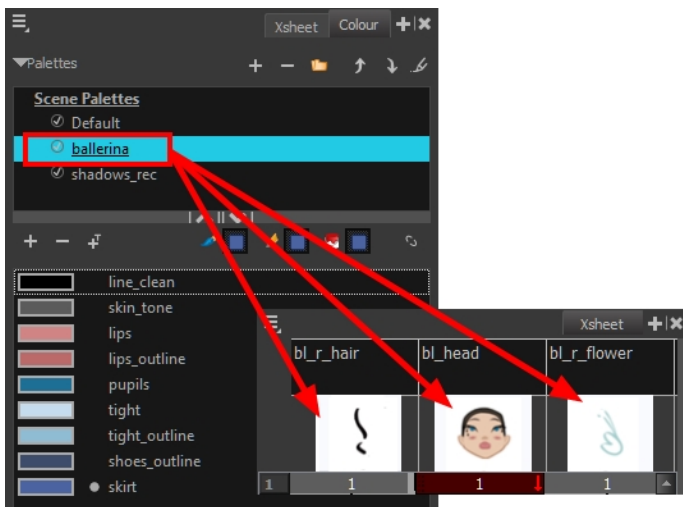 Xsheet Colour
Palettes
Scene Palettes
Default
ballerina
shadows_rec
line_clean
skin_tone
lips
lips_outline
pupils
tight
tight_outline
shoes_outline
skirt
Xsheet
bl_r_hair bl_head bl_r_flower
1 1 1 1